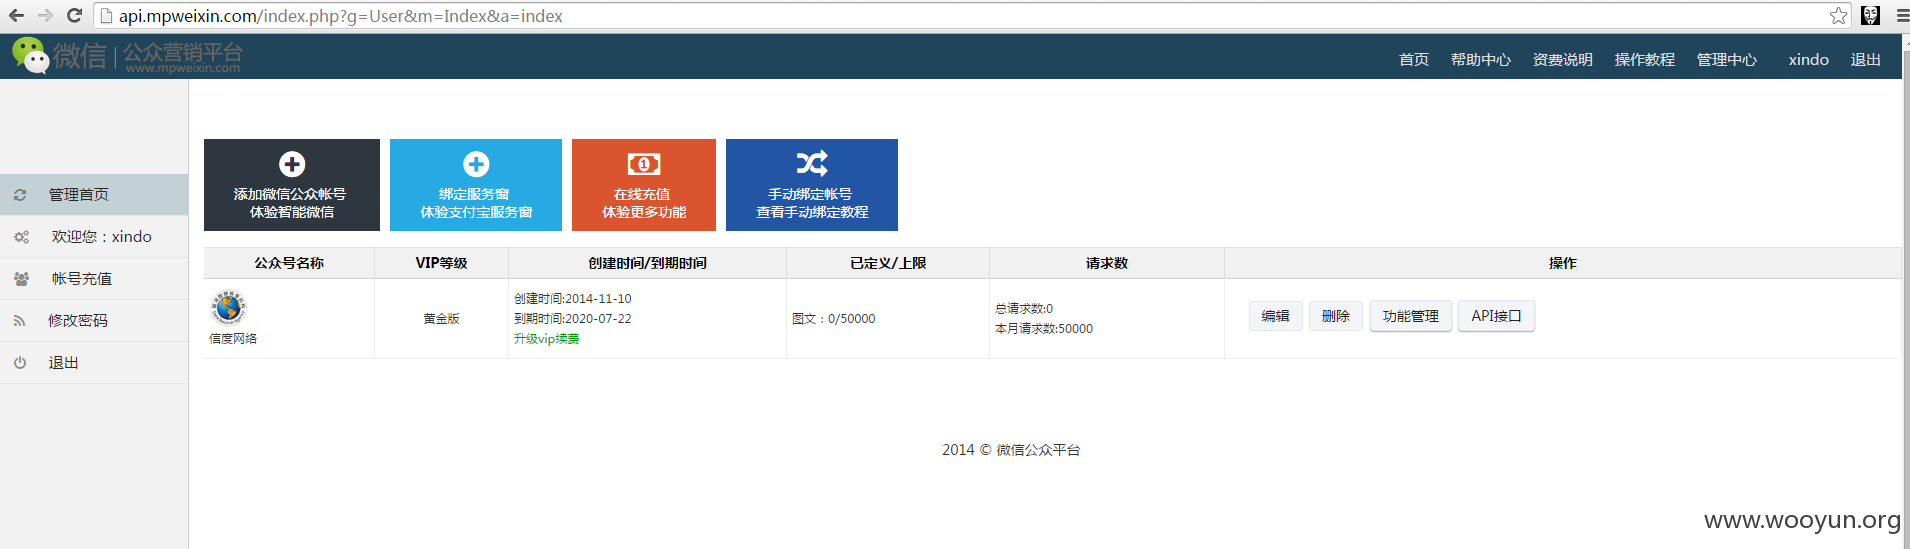 api.mpweixin.com/index.php?g=User&m=Index&a=index
微信 | 公众营销平台
www.mpweixin.com
首页 帮助中心 资费说明 操作教程 管理中心 xindo 退出
管理首页
欢迎您：xindo
帐号充值
修改密码
退出
添加微信公众帐号
体验智能微信
绑定服务窗
体验支付宝服务窗
1
在线充值
体验更多功能
手动绑定帐号
查看手动绑定教程
公众号名称 VIP等级 创建时间/到期时间 已定义/上限 请求数 操作
信度网络
黄金版
创建时间:2014-11-10
到期时间:2020-07-22
升级vip续费
图文：0/50000
总请求数:0
本月请求数:50000
编辑 删除 功能管理 API接口
2014 © 微信公众平台
www.wooyun.org